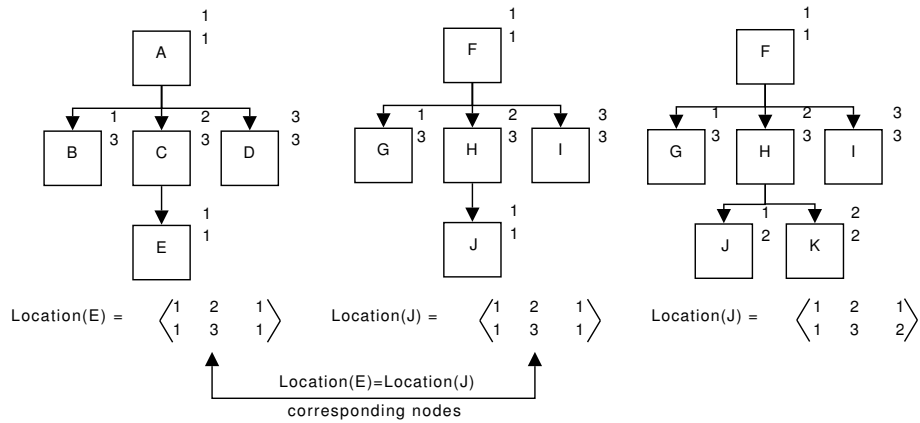 1 1 1
A 1 F 1 F 1
1 2 3 1 2 3 1 2 3
B 3 C 3 D 3 G 3 H 3 I 3 G 3 H 3 I 3
1 1 1 2
E 1 J 1 J 2 K 2
Location(E) = 〈1 2 1 Location(J) = 〈1 2 1 Location(J) = 〈1 2 1
1 3 1〉 1 3 1〉 1 3 2〉
Location(E)=Location(J)
corresponding nodes